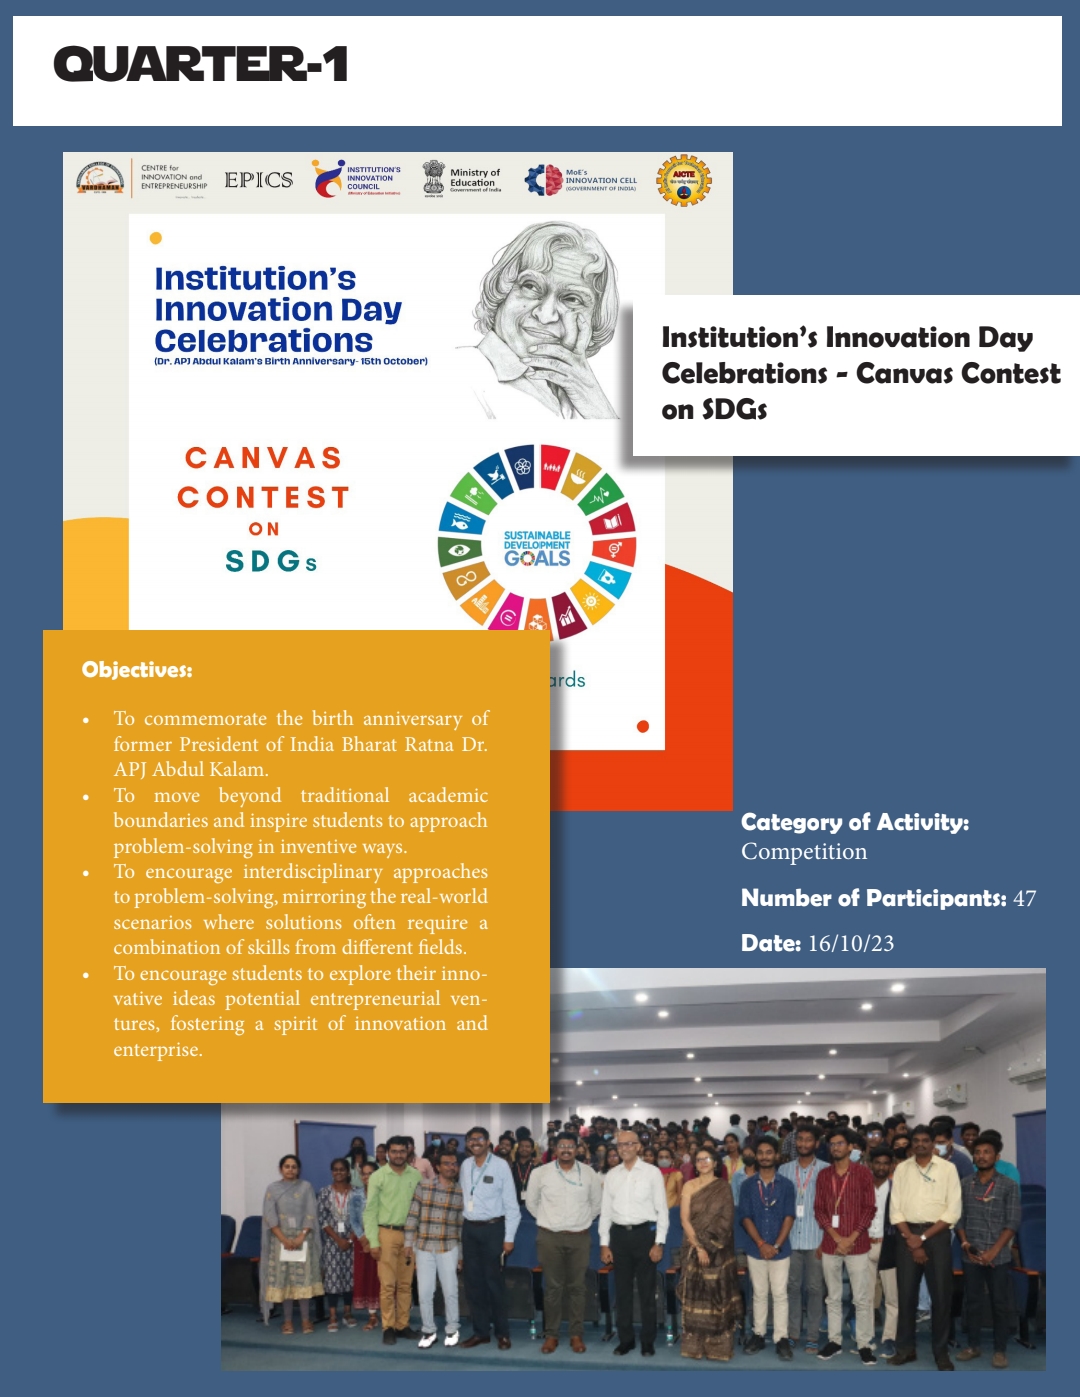 QUARTER-1
VARDHAMAN
CENTRE for
INNOVATION and
ENTREPRENEURSHIP
EPICS
INSTITUTION'S
INNOVATION
COUNCIL
(Ministry of Education Initiative)
Ministry of
Education
Government of India
MoE's
INNOVATION CELL
(GOVERNMENT OF INDIA)
AICTE
Institution's
Innovation Day
Celebrations
(Dr. APJ Abdul Kalam's Birth Anniversary- 15th October)
Institution's Innovation Day
Celebrations - Canvas Contest
on SDGs
CANVAS
CONTEST
ON
SDGs
SUSTAINABLE
DEVELOPMENT
GOALS
ards
Objectives:
• To commemorate the birth anniversary of
former President of India Bharat Ratna Dr.
APJ Abdul Kalam.
• To move beyond traditional academic
boundaries and inspire students to approach
problem-solving in inventive ways.
• To encourage interdisciplinary approaches
to problem-solving, mirroring the real-world
scenarios where solutions often require a
combination of skills from different fields.
• To encourage students to explore their inno-
vative ideas potential entrepreneurial ven-
tures, fostering a spirit of innovation and
enterprise.
Category of Activity:
Competition
Number of Participants: 47
Date: 16/10/23